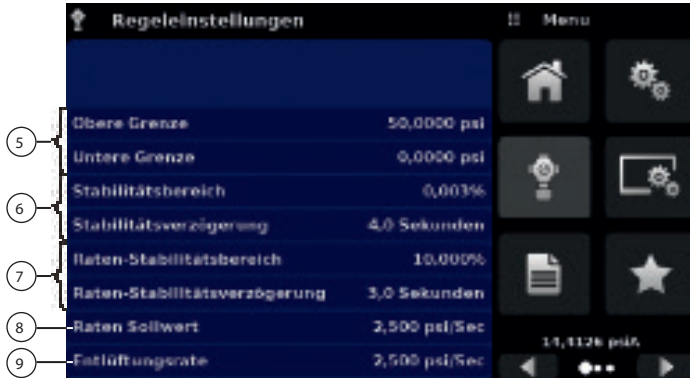 Regeleinstellungen
Menu
5
Obere Grenze 50,0000 psi
Untere Grenze 0,0000 psi
6
Stabilitätsbereich 0,003%
Stabilitätsverzögerung 4,0 Sekunden
7
Raten-Stabilitätsbereich 10,000%
Raten-Stabilitätsverzögerung 3,0 Sekunden
8
Raten Sollwert 2,500 psi/Sec
9
Entlüftungsrate 2,500 psi/Sec
14,4126 psiA